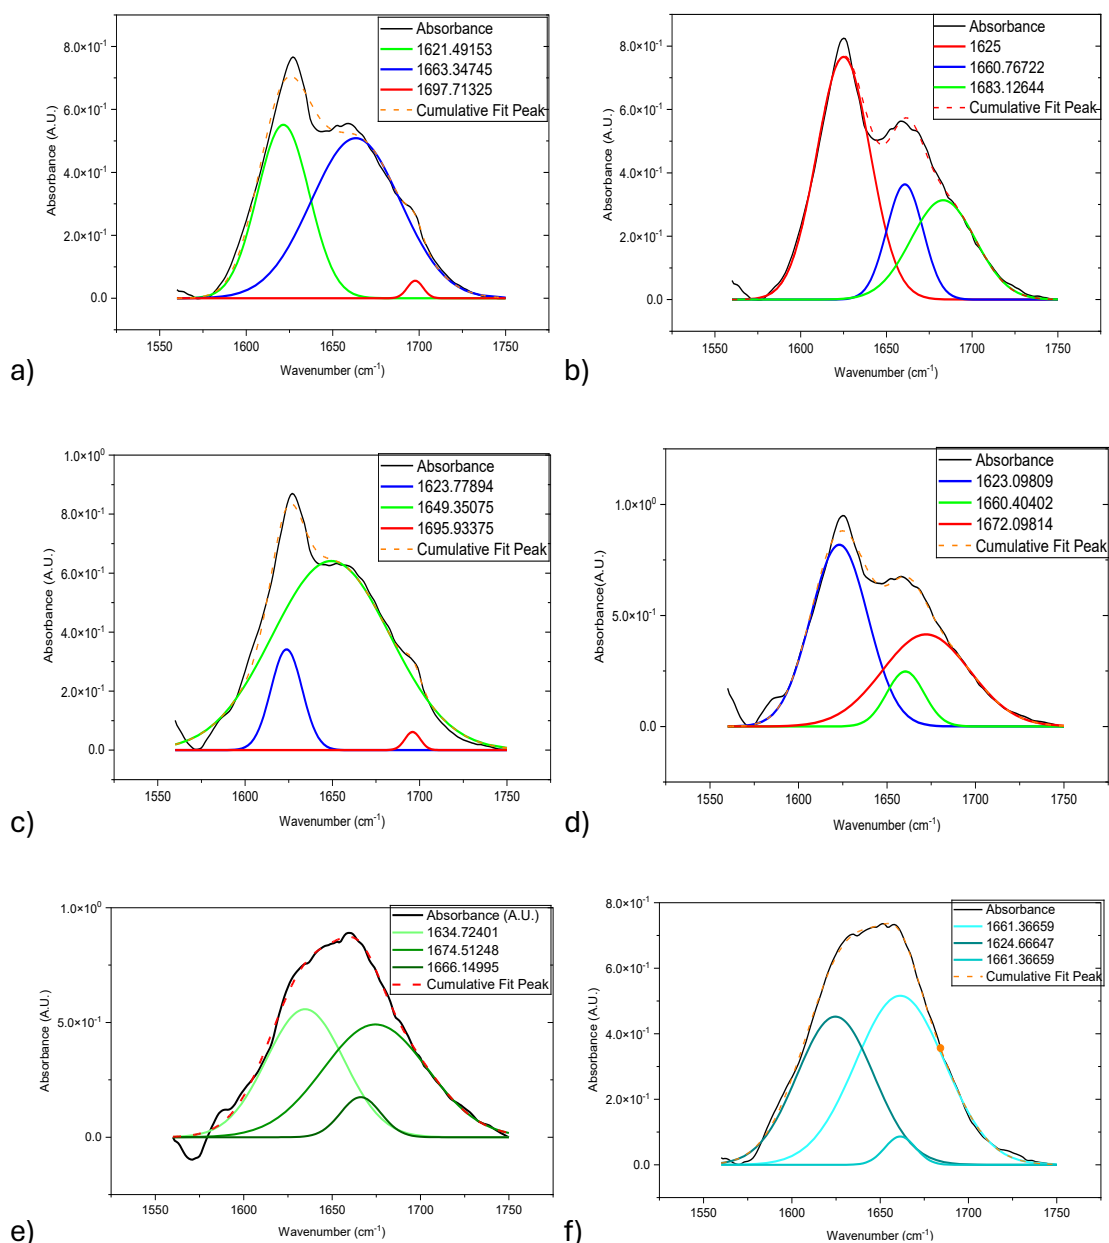 Absorbance
1621.49153
1663.34745
1697.71325
Cumulative Fit Peak
8.0×10⁻¹
6.0×10⁻¹
4.0×10⁻¹
2.0×10⁻¹
0.0
Absorbance (A.U.)
1550 1600 1650 1700 1750
Wavenumber (cm⁻¹)
a)
Absorbance
1625
1660.76722
1683.12644
Cumulative Fit Peak
8.0×10⁻¹
6.0×10⁻¹
4.0×10⁻¹
2.0×10⁻¹
0.0
Absorbance (A.U.)
1550 1600 1650 1700 1750
Wavenumber (cm⁻¹)
b)
Absorbance
1623.77894
1649.35075
1695.93375
Cumulative Fit Peak
1.0×10⁰
8.0×10⁻¹
6.0×10⁻¹
4.0×10⁻¹
2.0×10⁻¹
0.0
Absorbance (A.U.)
1550 1600 1650 1700 1750
Wavenumber (cm⁻¹)
c)
Absorbance
1623.09809
1660.40402
1672.09814
Cumulative Fit Peak
1.0×10⁰
5.0×10⁻¹
0.0
Absorbance(A.U.)
1550 1600 1650 1700 1750
Wavenumber (cm⁻¹)
d)
Absorbance (A.U.)
1634.72401
1674.51248
1666.14995
Cumulative Fit Peak
1.0×10⁰
5.0×10⁻¹
0.0
Absorbance (A.U.)
1550 1600 1650 1700 1750
Wavenumber (cm⁻¹)
e)
Absorbance
1661.36659
1624.66647
1661.36659
Cumulative Fit Peak
8.0×10⁻¹
6.0×10⁻¹
4.0×10⁻¹
2.0×10⁻¹
0.0
Absorbance (A.U.)
1550 1600 1650 1700 1750
Wavenumber (cm⁻¹)
f)